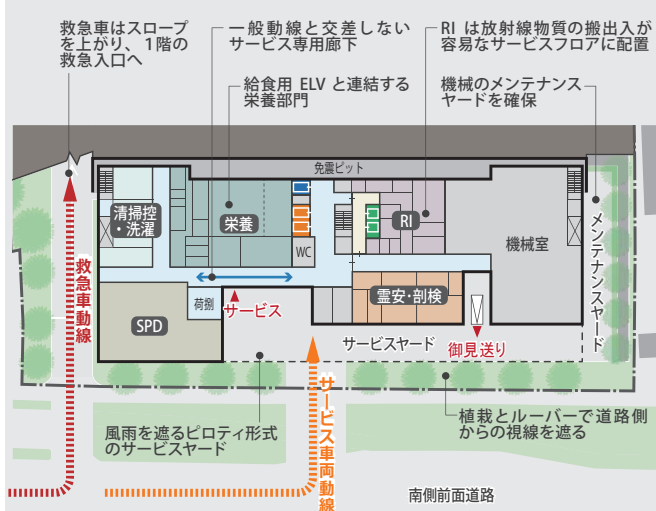 救急車はスロープ
を上がり、1階の
救急入口へ
一般動線と交差しない
サービス専用廊下
給食用 ELV と連結する
栄養部門
RI は放射線物質の搬出入が
容易なサービスフロアに配置
機械のメンテナンス
ヤードを確保
免震ピット
清掃控
・洗濯
栄養
WC
RI
機械室
メンテナンスヤード
救急車動線
荷捌
サービス
霊安・剖検
SPD
サービスヤード
御見送り
風雨を遮るピロティ形式
のサービスヤード
サービス車両動線
植栽とルーバーで道路側
からの視線を遮る
南側前面道路